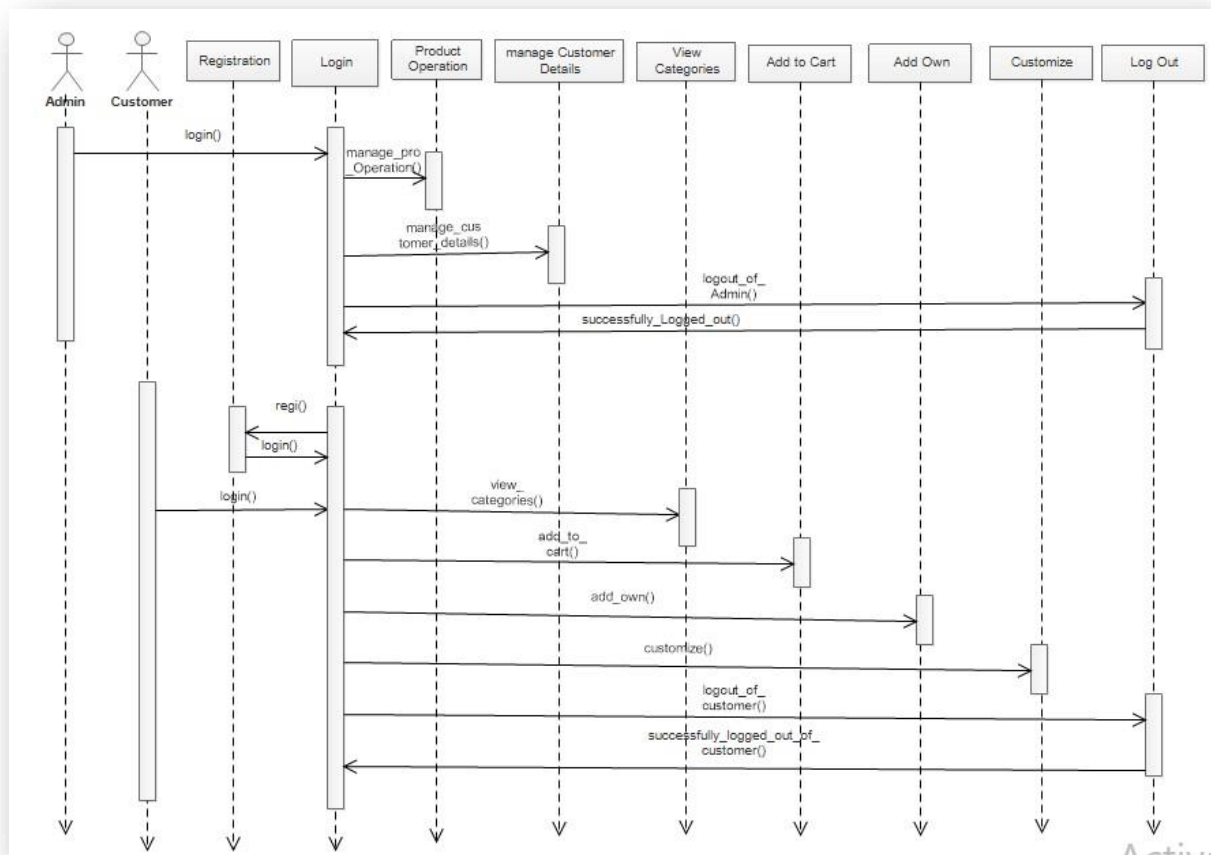 Admin
Customer
Registration
Login
Product
Operation
manage Customer
Details
View
Categories
Add to Cart
Add Own
Customize
Log Out
login()
manage_pro
_Operation()
manage_cus
tomer_details()
logout_of_
Admin()
successfully_Logged_out()
regi()
login()
login()
view_
categories()
add_to_
cart()
add_own()
customize()
logout_of_
customer()
successfully_logged_out_of_
customer()